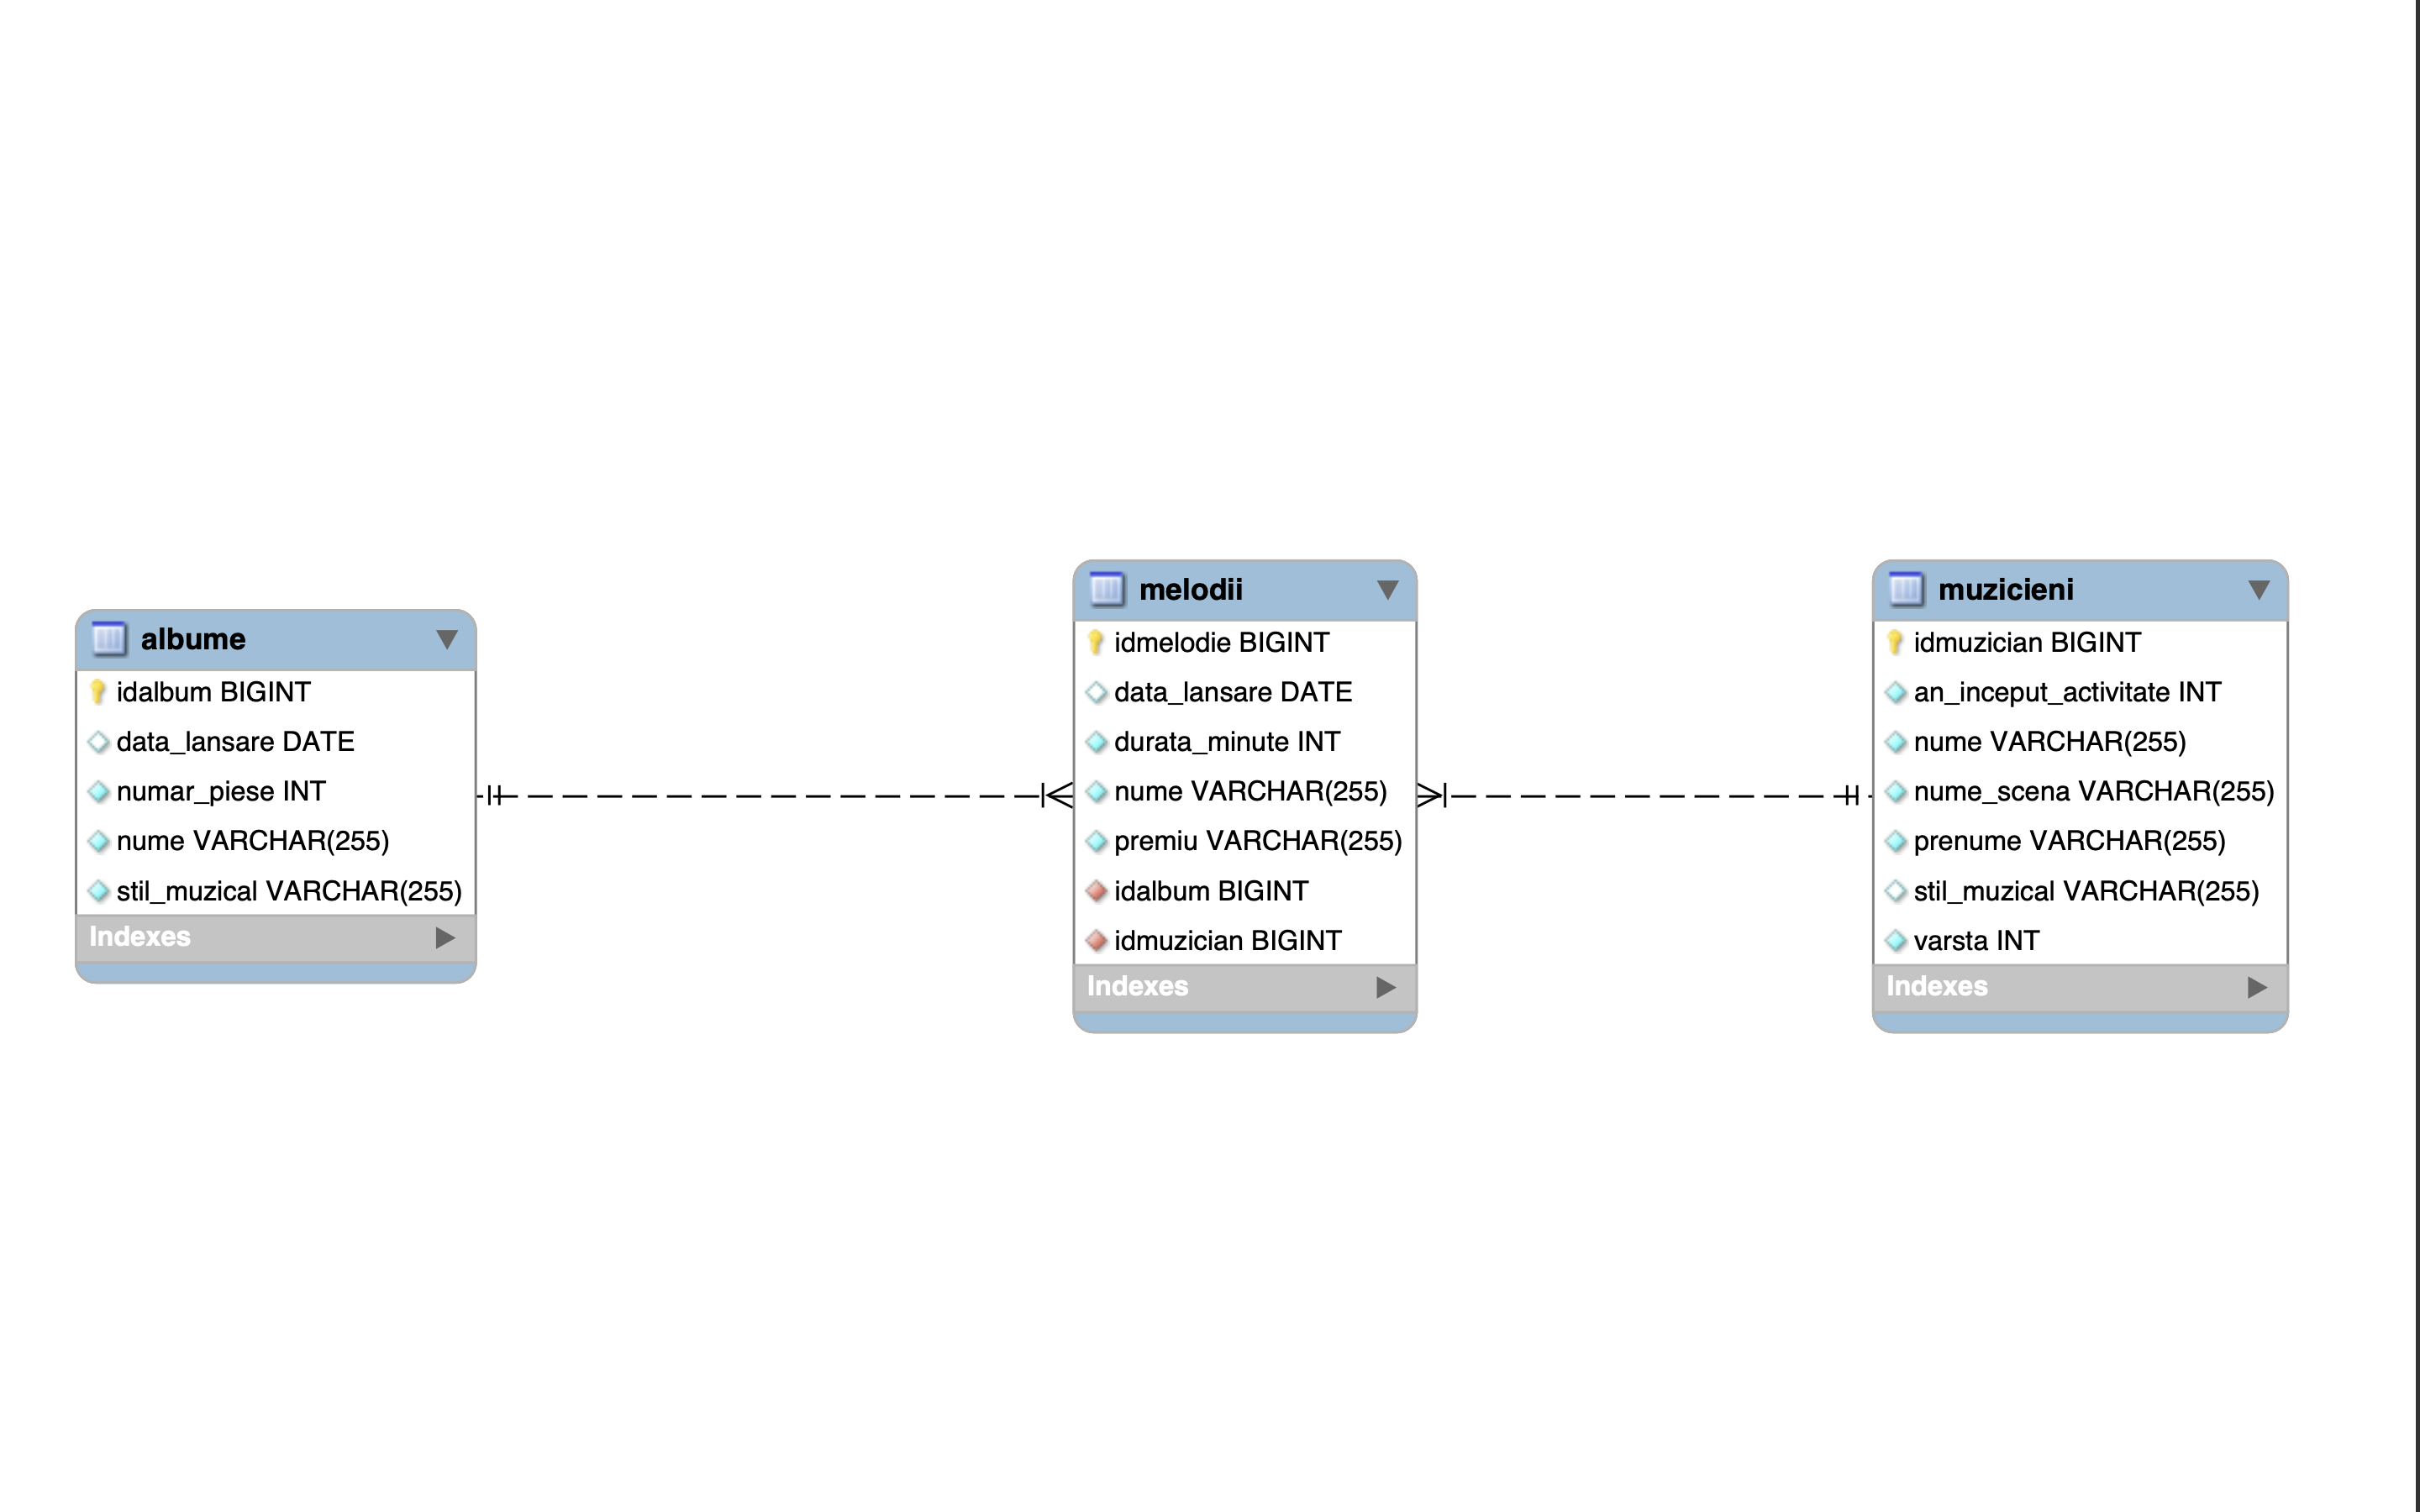 albume
idalbum BIGINT
data_lansare DATE
numar_piese INT
nume VARCHAR(255)
stil_muzical VARCHAR(255)
Indexes
melodii
idmelodie BIGINT
data_lansare DATE
durata_minute INT
nume VARCHAR(255)
premiu VARCHAR(255)
idalbum BIGINT
idmuzician BIGINT
Indexes
muzicieni
idmuzician BIGINT
an_inceput_activitate INT
nume VARCHAR(255)
nume_scena VARCHAR(255)
prenume VARCHAR(255)
stil_muzical VARCHAR(255)
varsta INT
Indexes